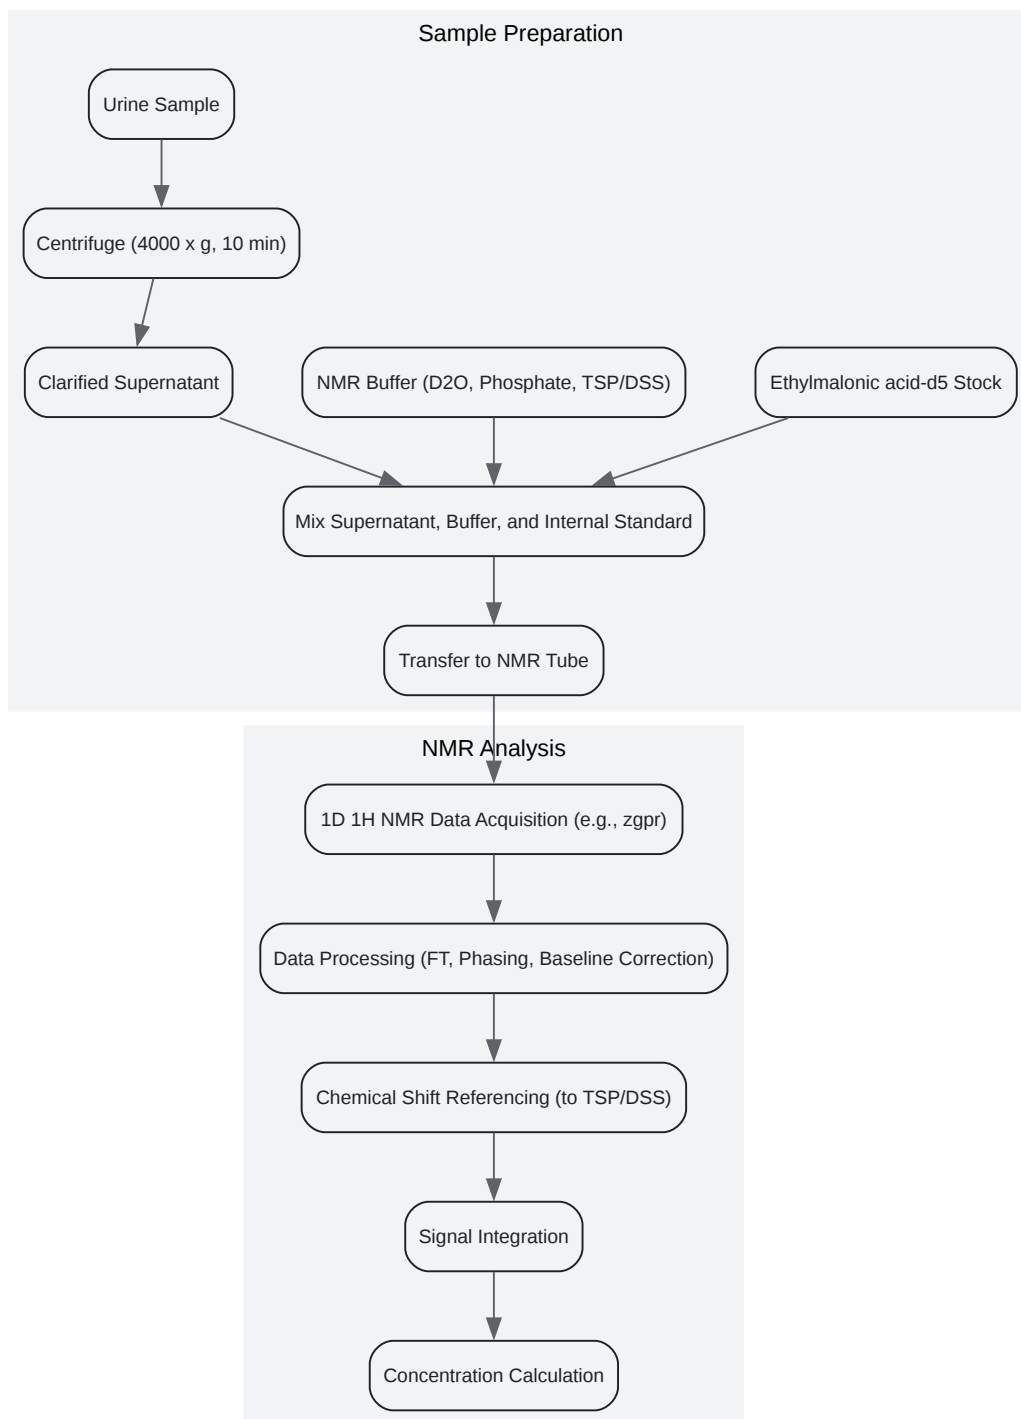 Sample Preparation
Urine Sample
Centrifuge (4000 x g, 10 min)
Clarified Supernatant
NMR Buffer (D2O, Phosphate, TSP/DSS)
Ethylmalonic acid-d5 Stock
Mix Supernatant, Buffer, and Internal Standard
Transfer to NMR Tube
NMR Analysis
1D 1H NMR Data Acquisition (e.g., zgpr)
Data Processing (FT, Phasing, Baseline Correction)
Chemical Shift Referencing (to TSP/DSS)
Signal Integration
Concentration Calculation